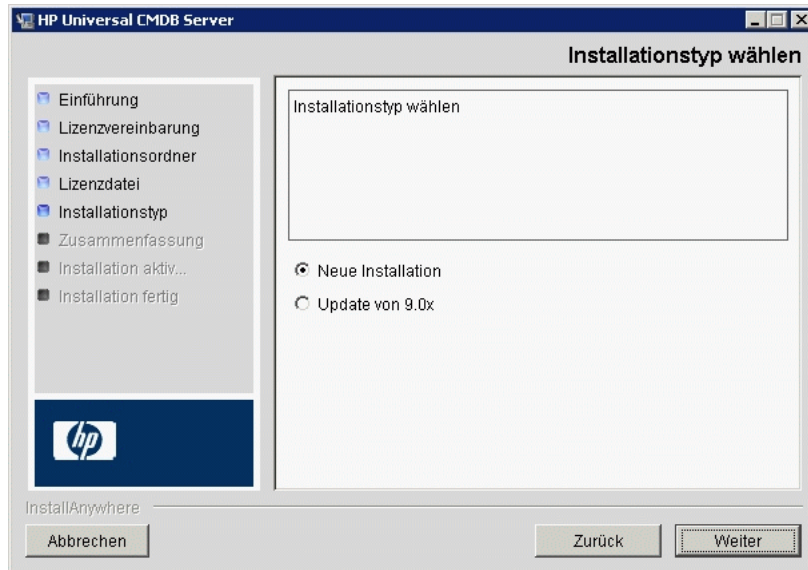 HP Universal CMDB Server
Installationstyp wählen
Einführung
Lizenzvereinbarung
Installationsordner
Lizenzdatei
Installationstyp
Zusammenfassung
Installation aktiv...
Installation fertig
Installationstyp wählen
Neue Installation
Update von 9.0x
hp
InstallAnywhere
Abbrechen
Zurück
Weiter